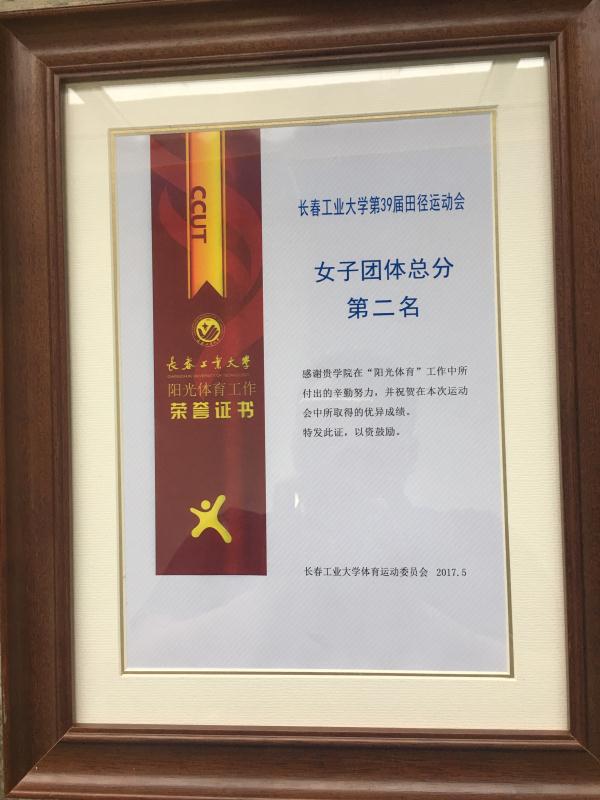 CCUT
长春工业大学
阳光体育工作
荣誉证书
长春工业大学第39届田径运动会
女子团体总分
第二名
感谢贵学院在“阳光体育”工作中所
付出的辛勤努力，并祝贺在本次运动
会中所取得的优异成绩。
特发此证，以资鼓励。
长春工业大学体育运动委员会 2017.5